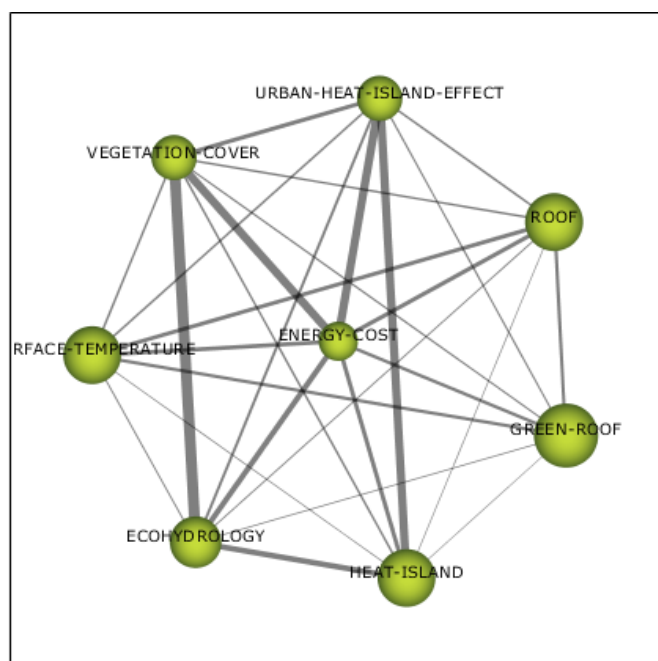 URBAN-HEAT-ISLAND-EFFECT
VEGETATION-COVER
ROOF
ENERGY-COST
RFACE-TEMPERATURE
GREEN-ROOF
ECOHYDROLOGY
HEAT-ISLAND